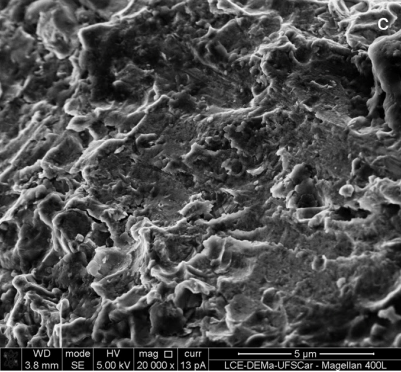 C
WD mode HV mag □ curr 5 µm
3.8 mm SE 5.00 kV 20 000 x 13 pA LCE-DEMa-UFSCar - Magellan 400L